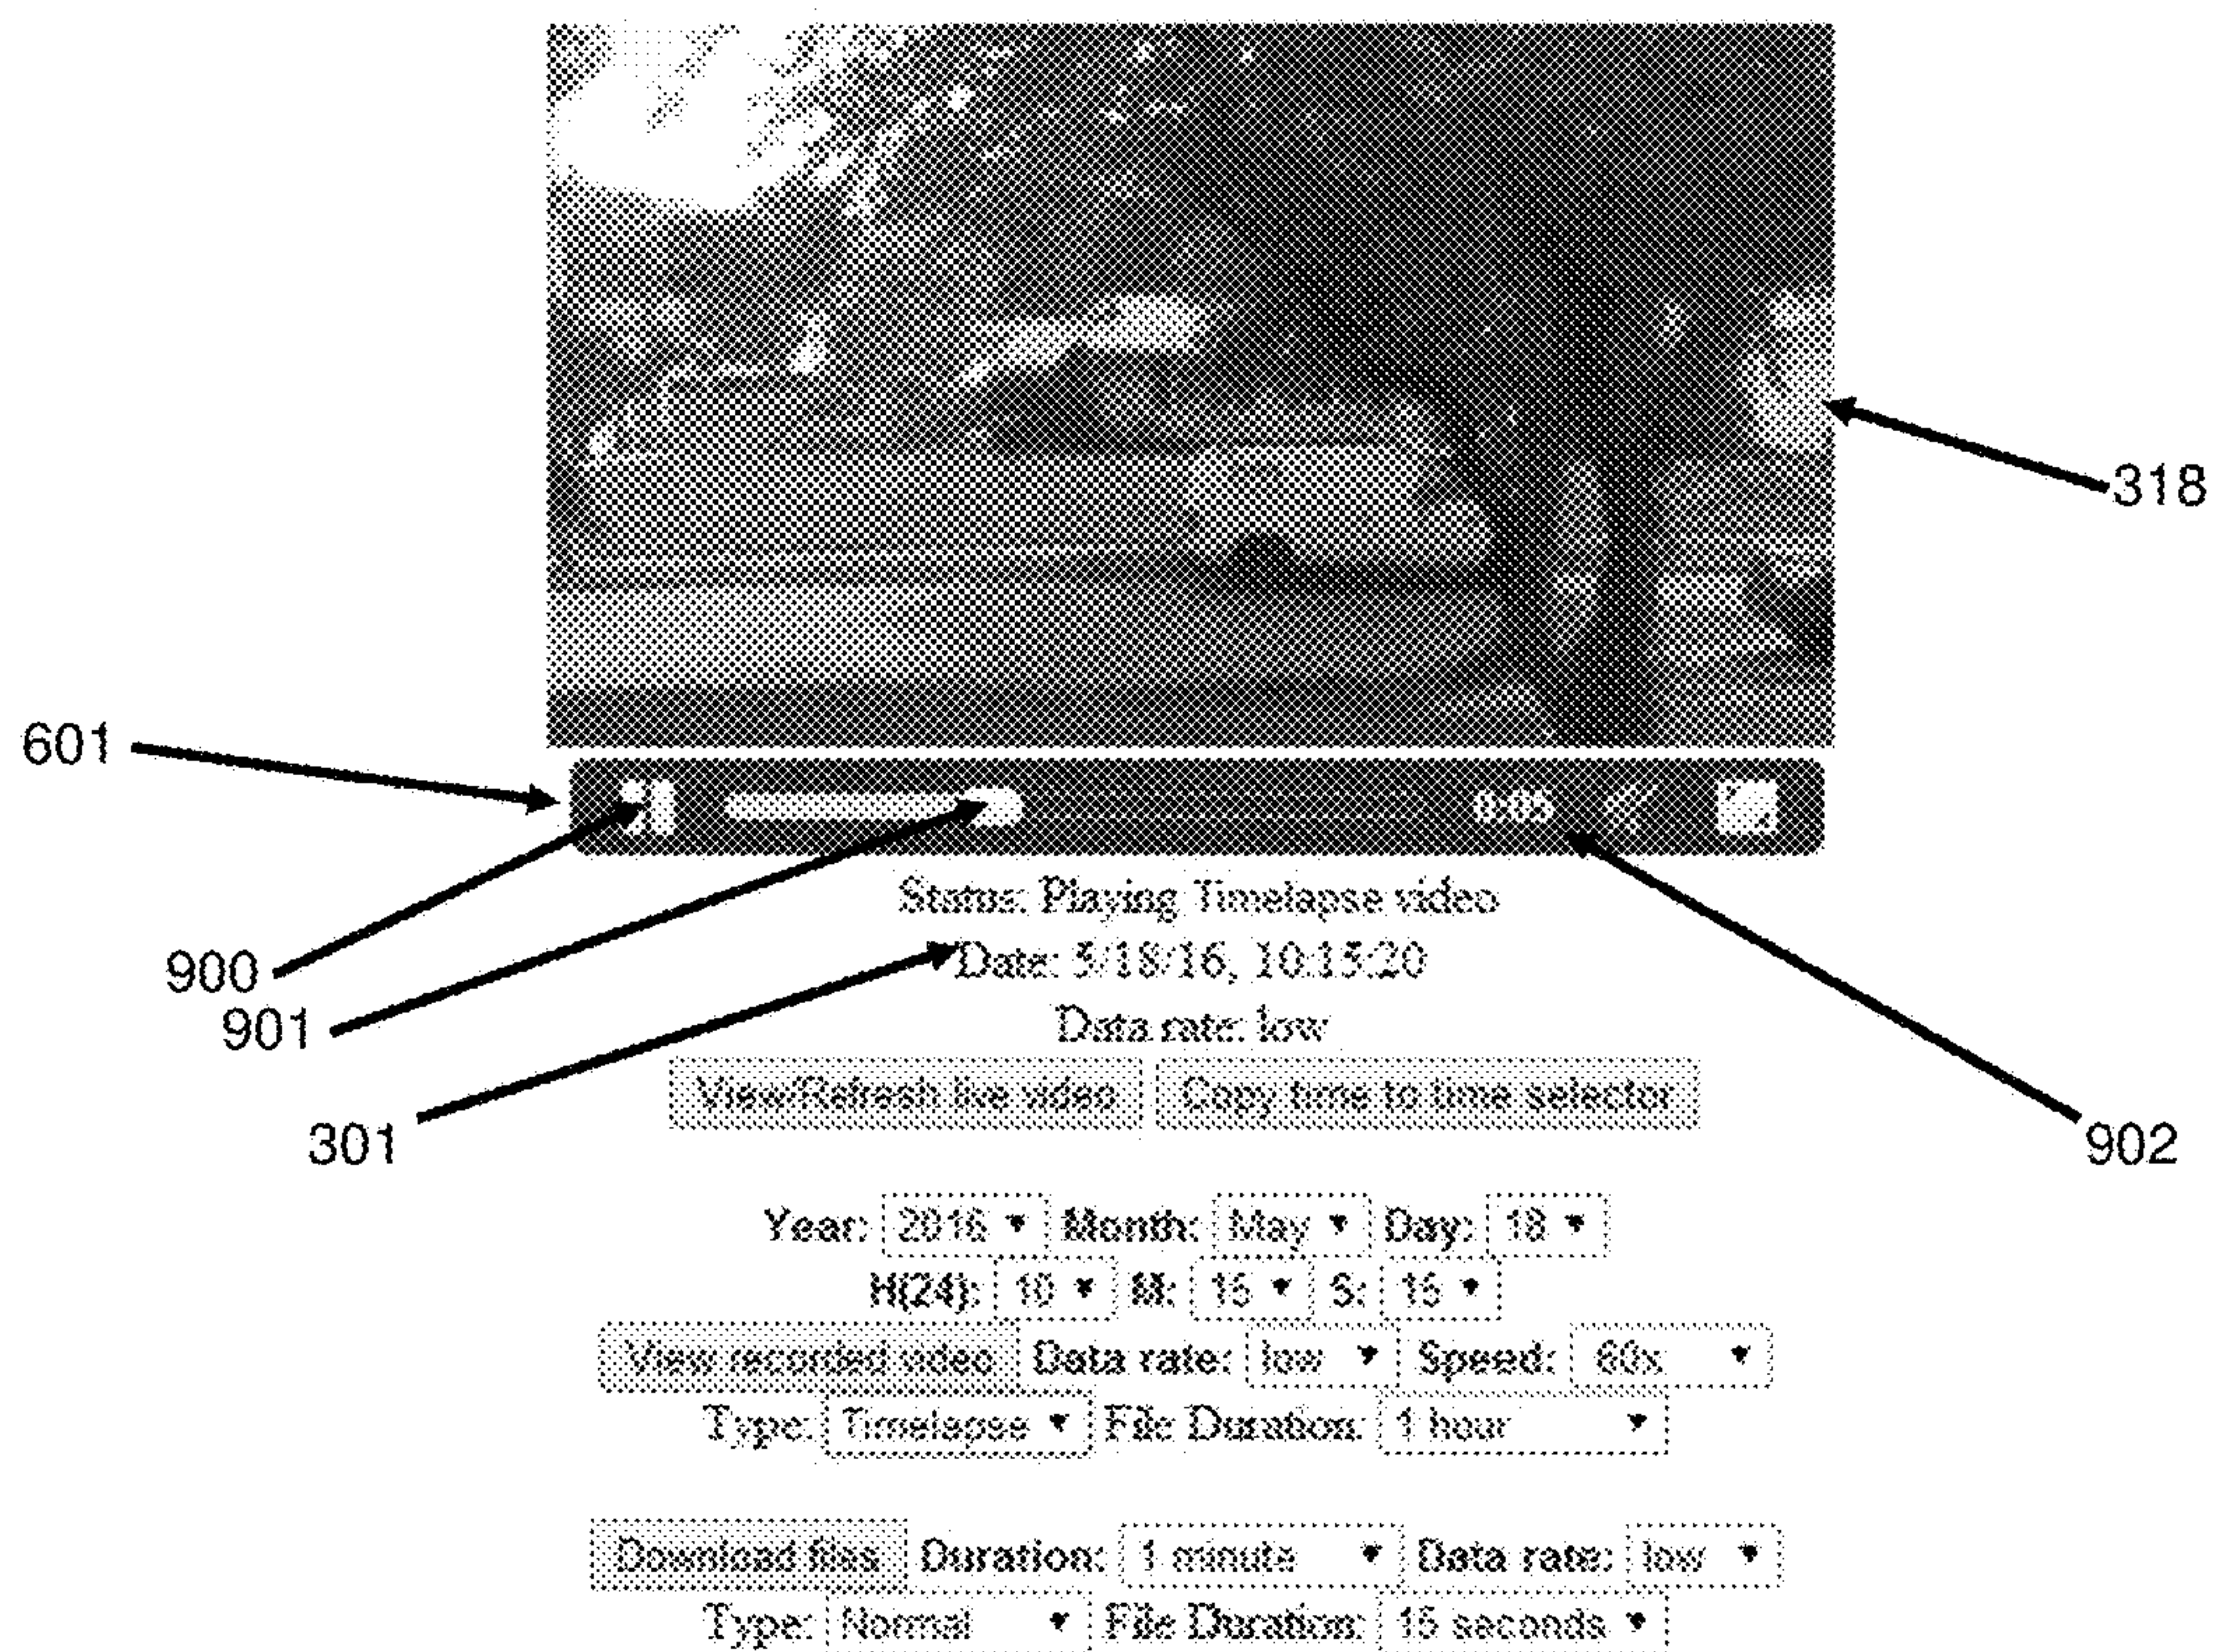 318
601
0:05
Status: Playing Timelapse video
900
Date: 5/18/16, 10:15:20
901
Data rate: low
View/Refresh live video Copy time to time selector
301
902
Year: 2016 Month: May Day: 18
H(24): 10 M: 15 S: 15
View recorded video Data rate: low Speed: 60x
Type: Timelapse File Duration: 1 hour
Download files Duration: 1 minute Data rate: low
Type: Normal File Duration: 15 seconds